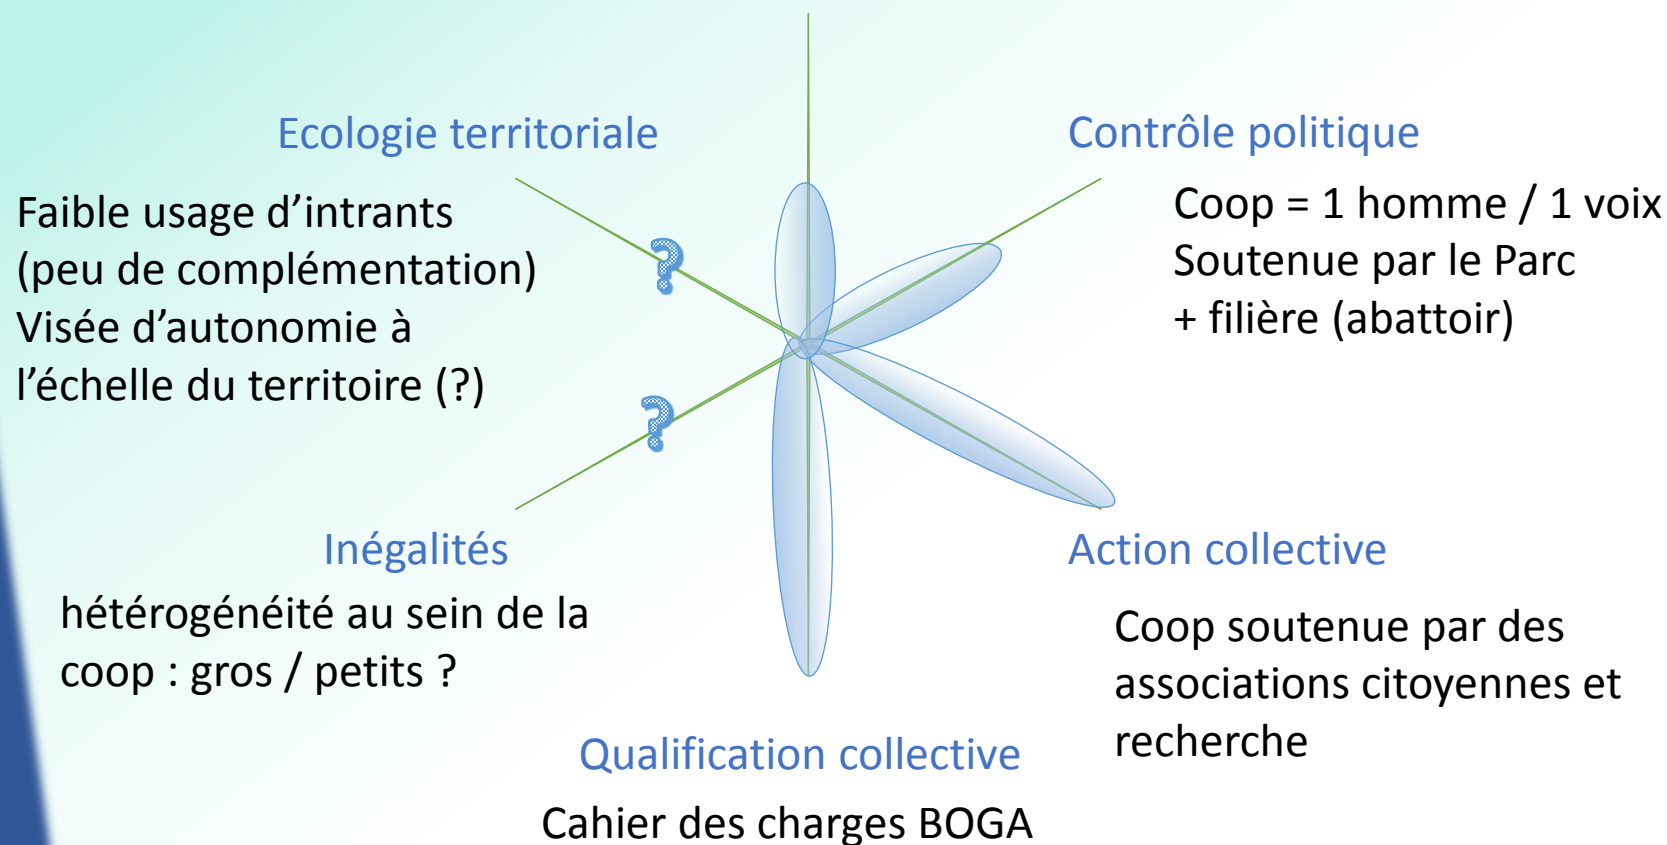 Ecologie territoriale
Faible usage d'intrants
(peu de complémentation)
Visée d'autonomie à
l'échelle du territoire (?)
?
Contrôle politique
Coop = 1 homme / 1 voix
Soutenue par le Parc
+ filière (abattoir)
?
Inégalités
hétérogénéité au sein de la
coop : gros / petits ?
Action collective
Coop soutenue par des
associations citoyennes et
recherche
Qualification collective
Cahier des charges BOGA